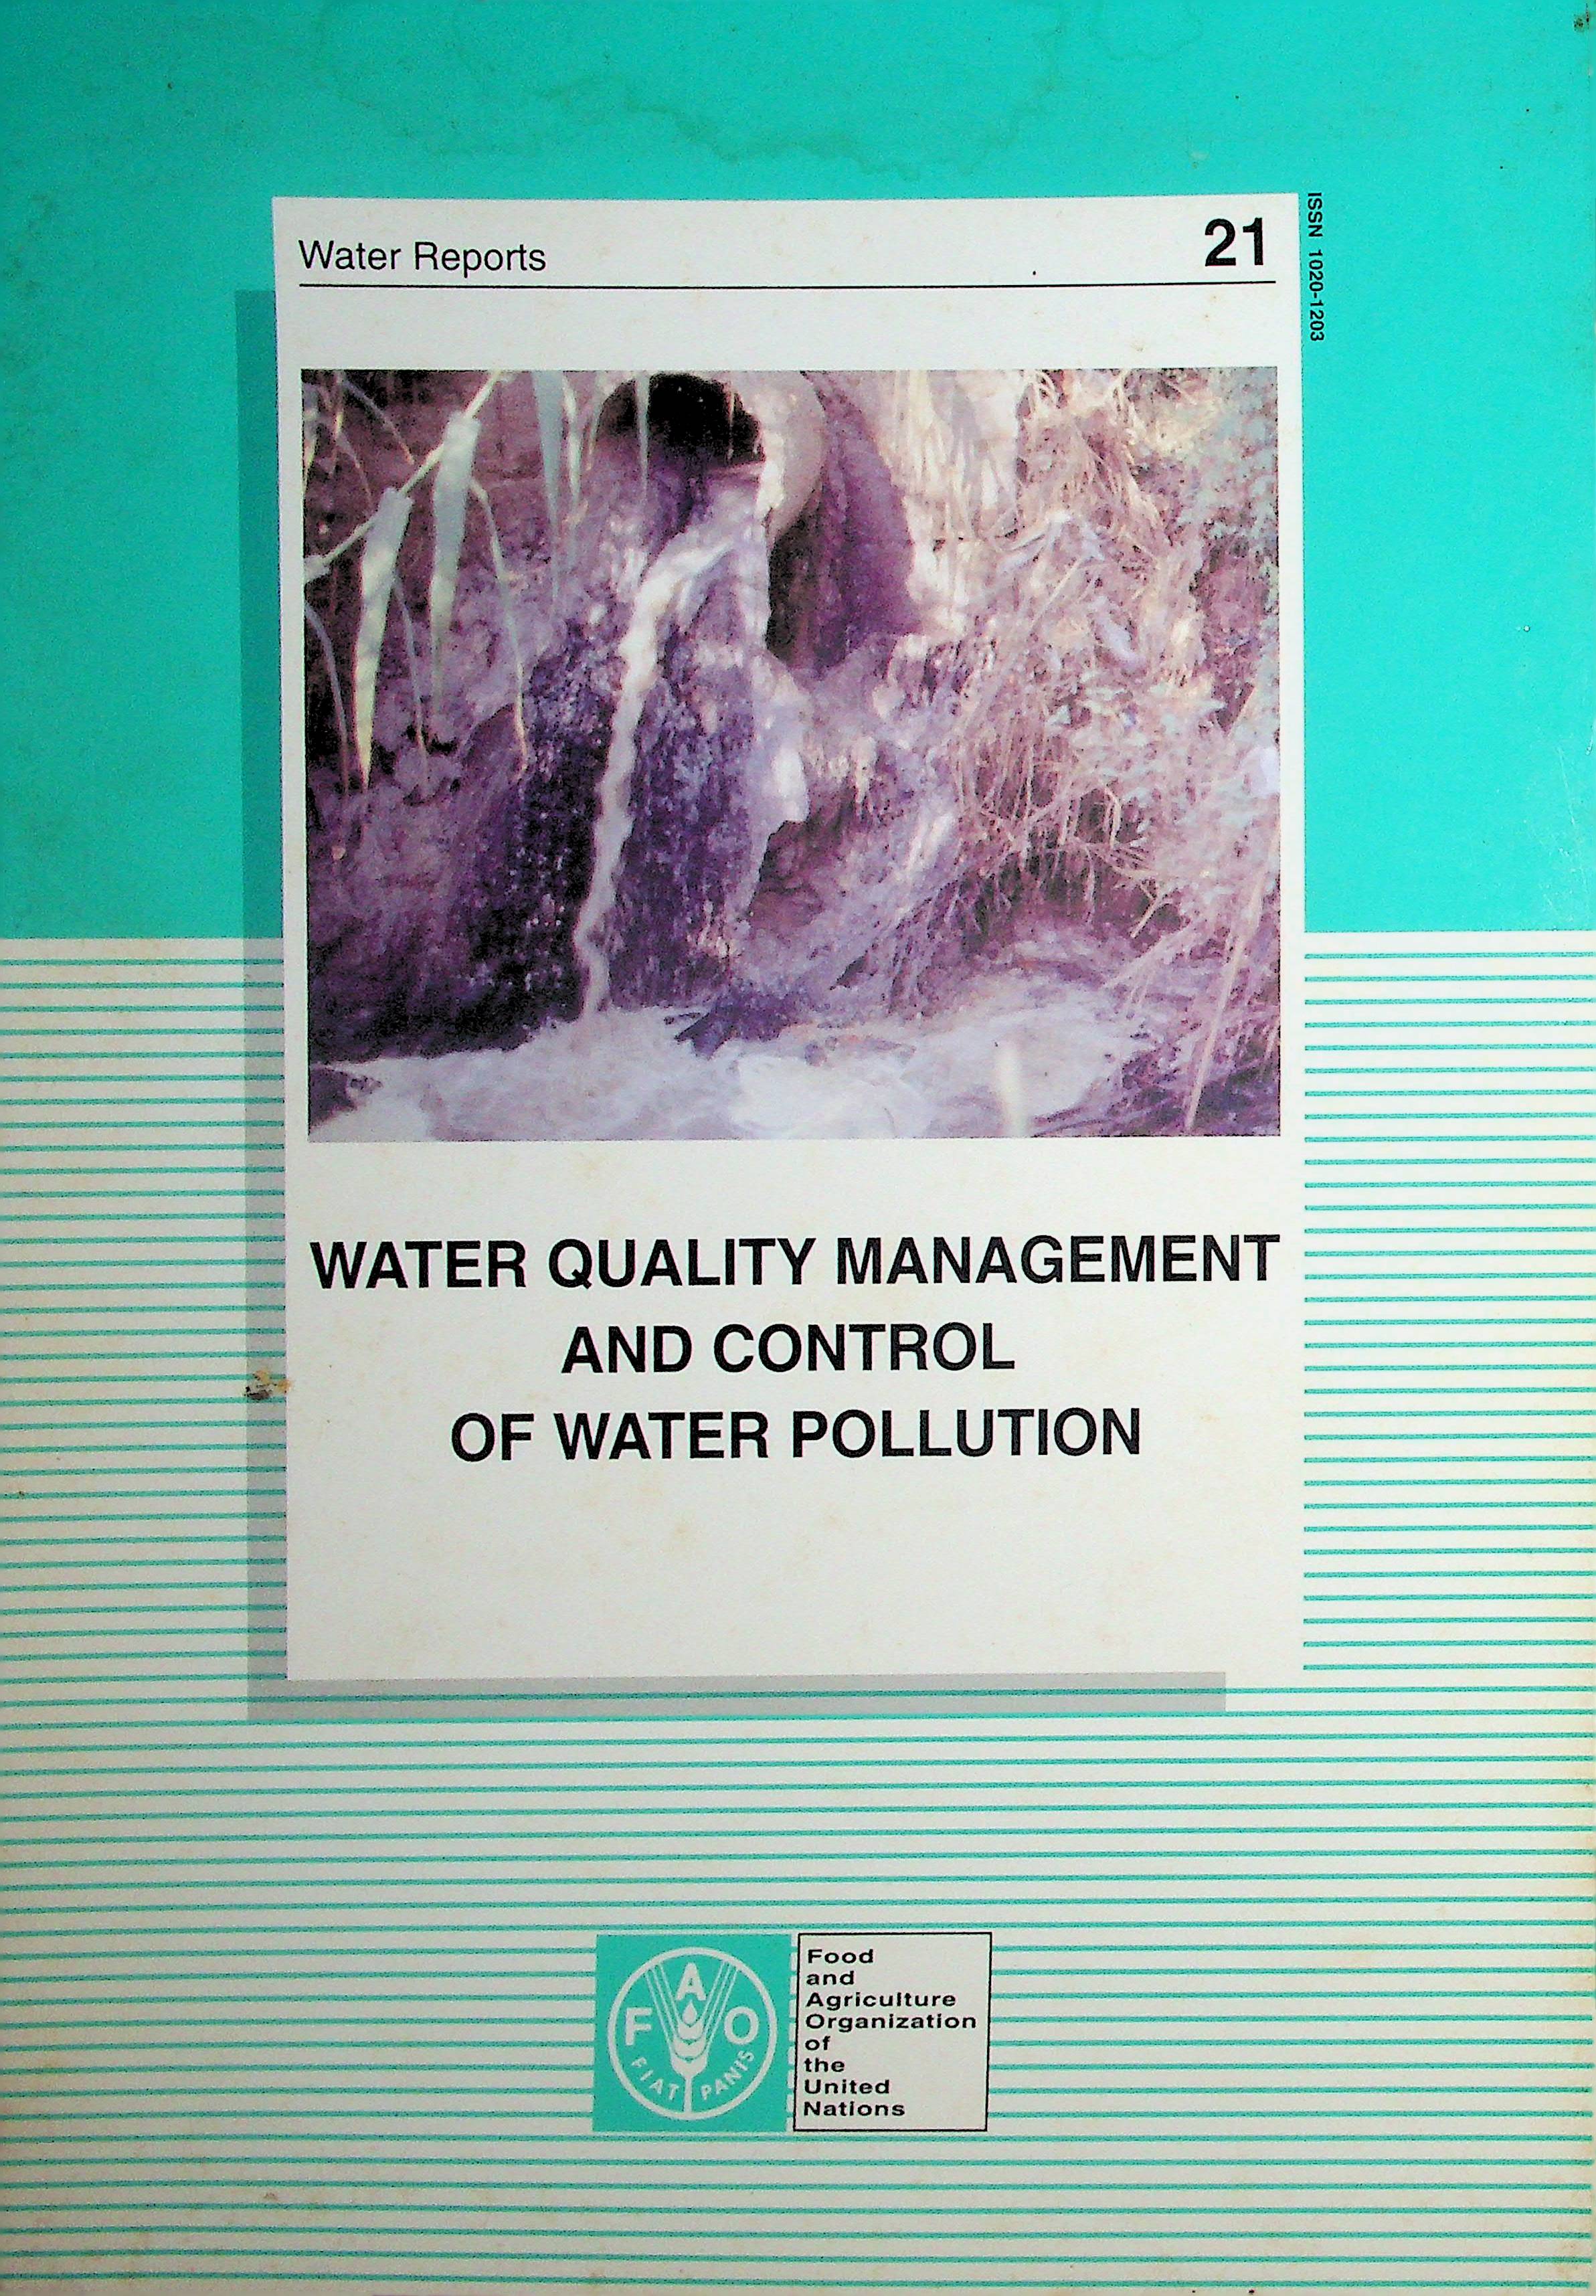 Water Reports
21
ISSN 1020-1203
WATER QUALITY MANAGEMENT
AND CONTROL
OF WATER POLLUTION
F A O
FIAT PANIS
Food
and
Agriculture
Organization
of
the
United
Nations